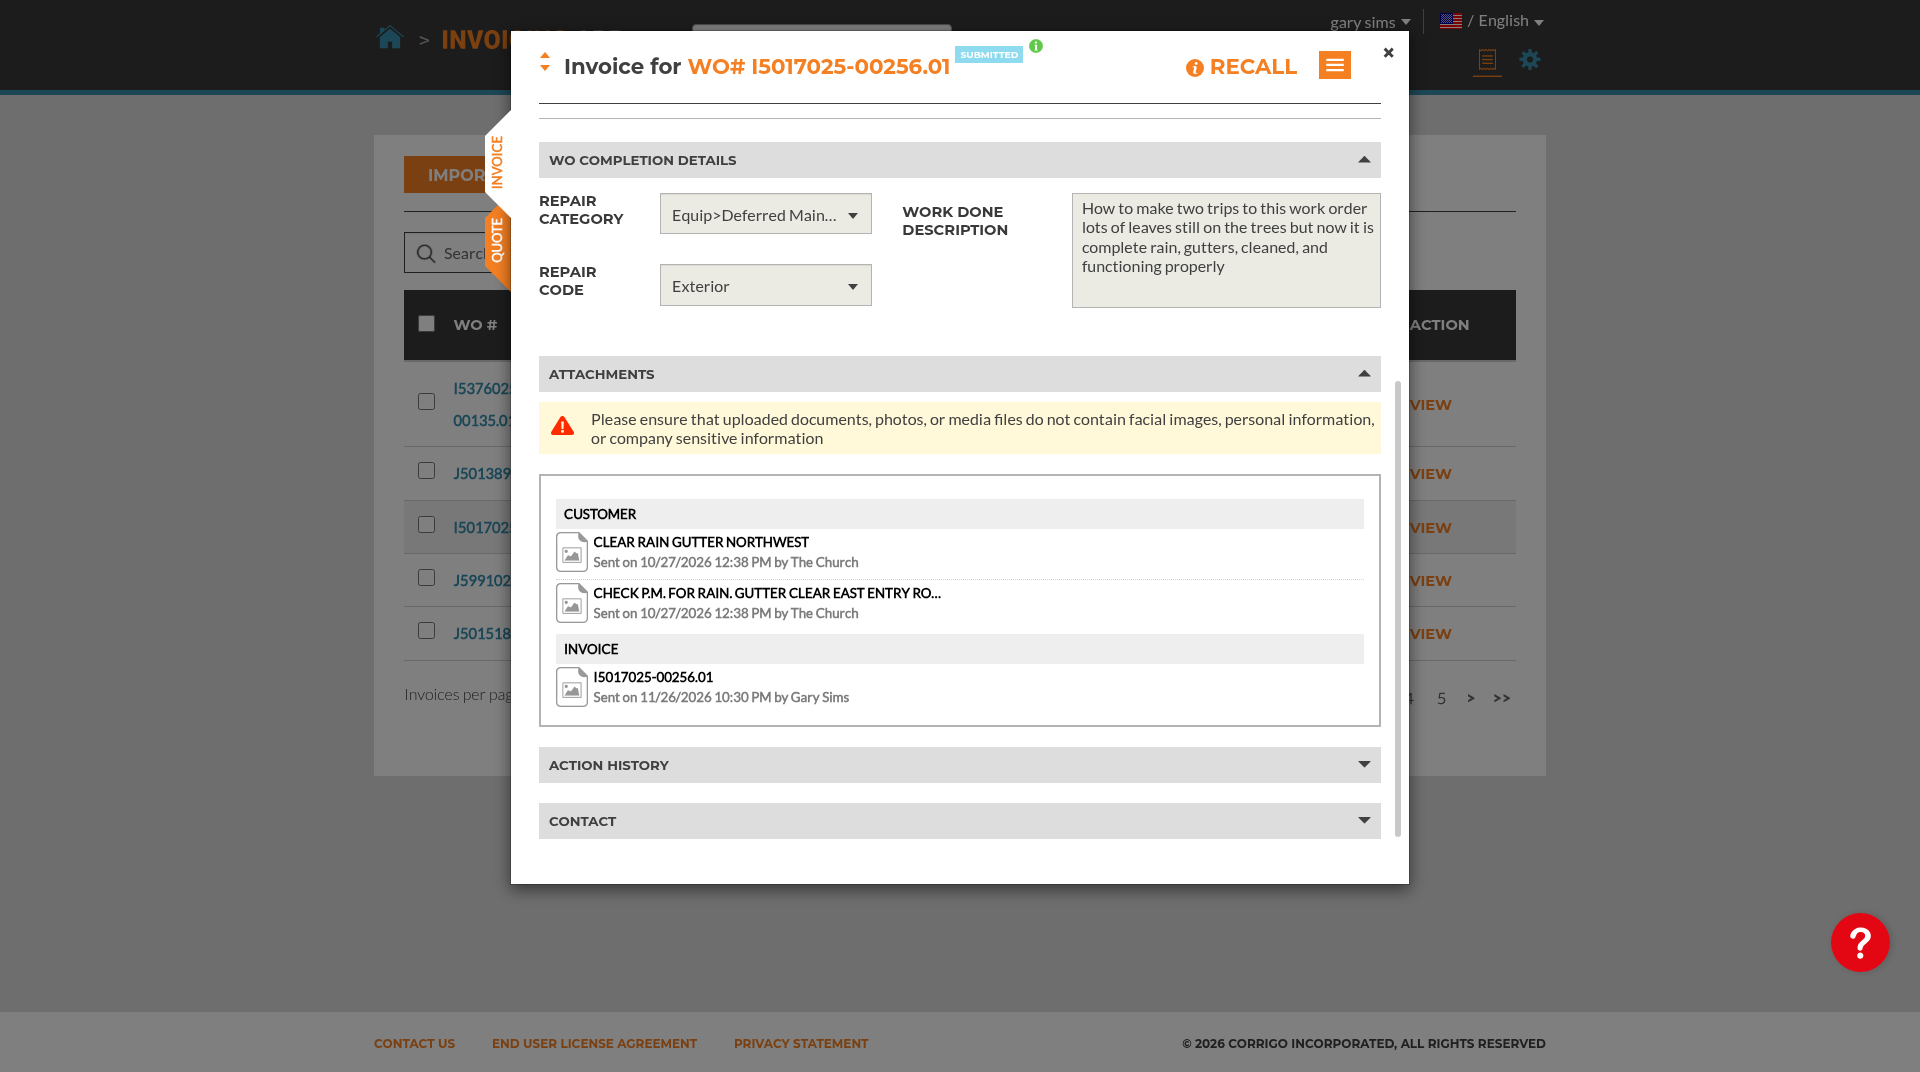 gary sims
/ English
> INVOI
Invoice for WO# I5017025-00256.01
SUBMITTED
RECALL
INVOICE
QUOTE
IMPOR
Search
WO #
ACTION
I537602
00135.01
VIEW
J501389
VIEW
I501702
VIEW
J599102
VIEW
J501518
VIEW
Invoices per pag
4 5 > >>
WO COMPLETION DETAILS
REPAIR
CATEGORY
Equip>Deferred Main...
WORK DONE
DESCRIPTION
How to make two trips to this work order
lots of leaves still on the trees but now it is
complete rain, gutters, cleaned, and
functioning properly
REPAIR
CODE
Exterior
ATTACHMENTS
Please ensure that uploaded documents, photos, or media files do not contain facial images, personal information,
or company sensitive information
CUSTOMER
CLEAR RAIN GUTTER NORTHWEST
Sent on 10/27/2026 12:38 PM by The Church
CHECK P.M. FOR RAIN. GUTTER CLEAR EAST ENTRY RO...
Sent on 10/27/2026 12:38 PM by The Church
INVOICE
I5017025-00256.01
Sent on 11/26/2026 10:30 PM by Gary Sims
ACTION HISTORY
CONTACT
?
CONTACT US
END USER LICENSE AGREEMENT
PRIVACY STATEMENT
© 2026 CORRIGO INCORPORATED, ALL RIGHTS RESERVED